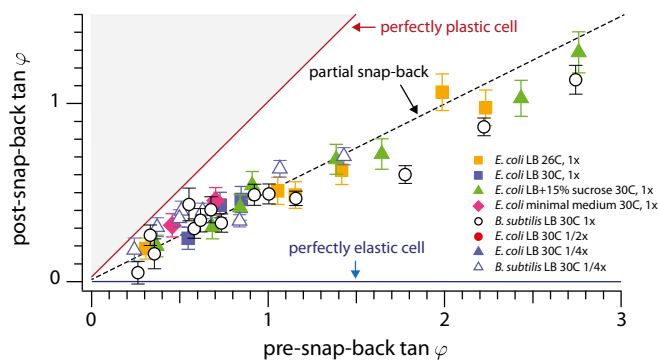 perfectly plastic cell
partial snap-back
1
post-snap-back tan φ
E. coli LB 26C, 1x
E. coli LB 30C, 1x
E. coli LB+15% sucrose 30C, 1x
E. coli minimal medium 30C, 1x
B. subtilis LB 30C 1x
E. coli LB 30C 1/2x
E. coli LB 30C 1/4x
B. subtilis LB 30C 1/4x
perfectly elastic cell
0
0 1 2 3
pre-snap-back tan φ